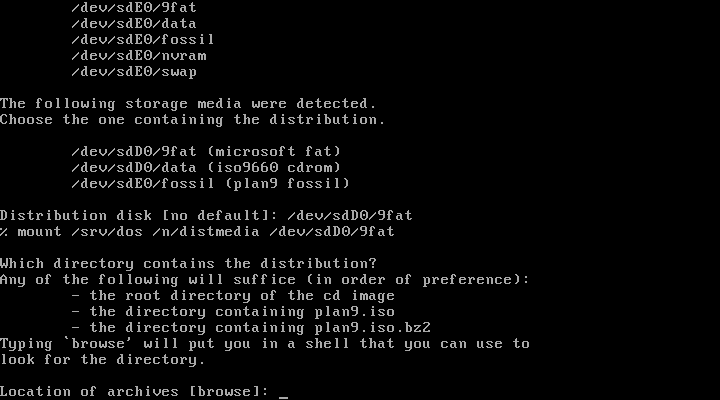 /dev/sdE0/9fat
/dev/sdE0/data
/dev/sdE0/fossil
/dev/sdE0/nvram
/dev/sdE0/swap
The following storage media were detected.
Choose the one containing the distribution.
/dev/sdD0/9fat (microsoft fat)
/dev/sdD0/data (iso9660 cdrom)
/dev/sdE0/fossil (plan9 fossil)
Distribution disk [no default]: /dev/sdD0/9fat
% mount /srv/dos /n/distmedia /dev/sdD0/9fat
Which directory contains the distribution?
Any of the following will suffice (in order of preference):
- the root directory of the cd image
- the directory containing plan9.iso
- the directory containing plan9.iso.bz2
Typing `browse' will put you in a shell that you can use to
look for the directory.
Location of archives [browse]: _